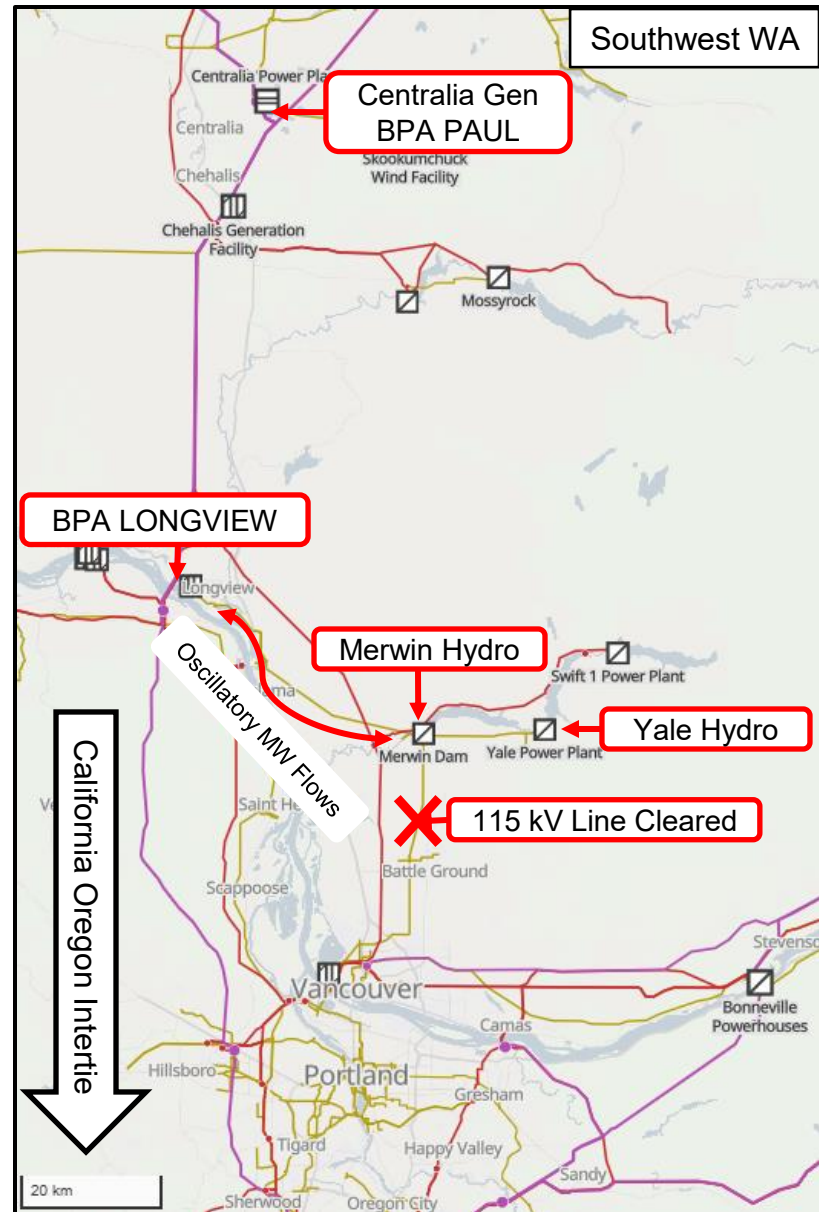 Southwest WA
Centralia Power Pla
Centralia Gen
BPA PAUL
Centralia
Skookumchuck
Wind Facility
Chehalis
Chehalis Generation
Facility
Mossyrock
BPA LONGVIEW
Longview
Merwin Hydro
Swift 1 Power Plant
Oscillatory MW Flows
Yale Hydro
Merwin Dam
Yale Power Plant
California Oregon Intertie
Saint He
115 kV Line Cleared
Battle Ground
Scappoose
Stevenso
Vancouver
Bonneville
Powerhouses
Camas
Hillsboro
Portland
Gresham
Tigard
Happy Valley
Sandy
20 km
Sherwood
Oregon City